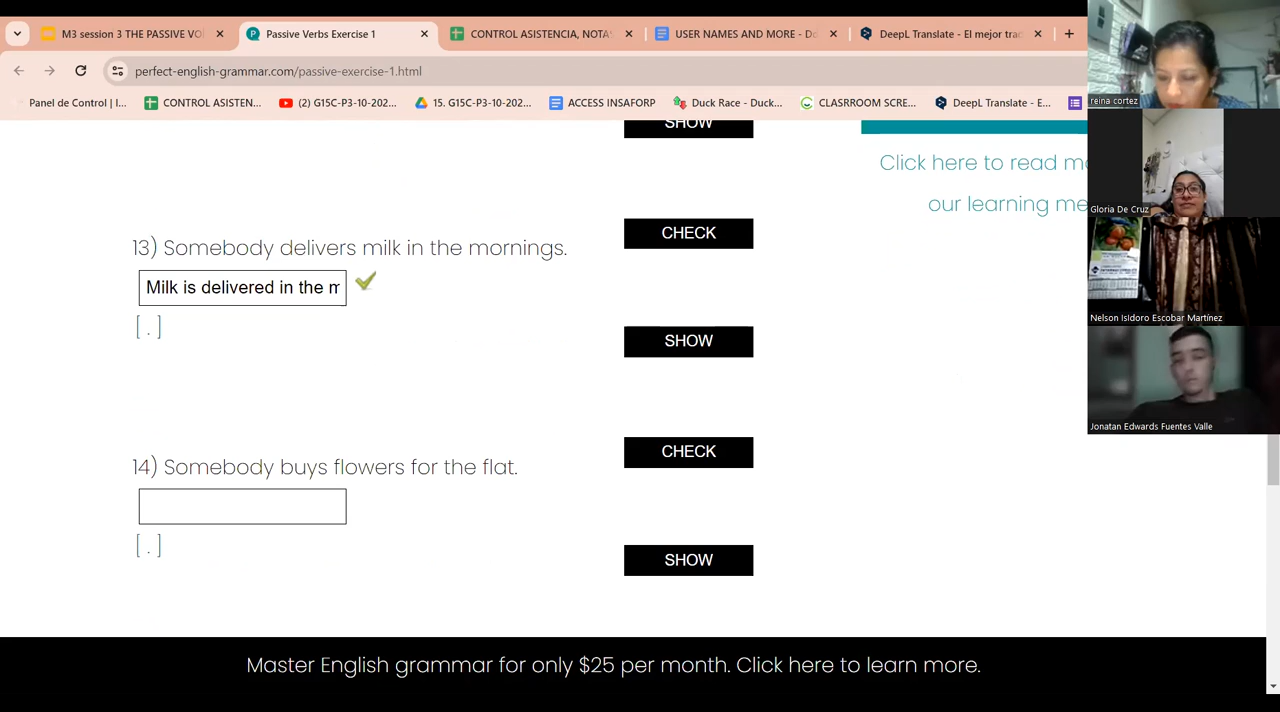 M3 session 3 THE PASSIVE VO
Passive Verbs Exercise 1
CONTROL ASISTENCIA, NOTA
USER NAMES AND MORE - D
DeepL Translate - El mejor tra
perfect-english-grammar.com/passive-exercise-1.html
Panel de Control | I...
CONTROL ASISTEN...
(2) G15C-P3-10-202...
15. G15C-P3-10-202...
ACCESS INSAFORP
Duck Race - Duck...
CLASRROOM SCRE...
DeepL Translate - E...
reina cortez
SHOW
Click here to read mo
our learning me
Gloria De Cruz
13) Somebody delivers milk in the mornings.
CHECK
Milk is delivered in the m
[ . ]
SHOW
Nelson Isidoro Escobar Martínez
Jonatan Edwards Fuentes Valle
14) Somebody buys flowers for the flat.
CHECK
[ . ]
SHOW
Master English grammar for only $25 per month. Click here to learn more.